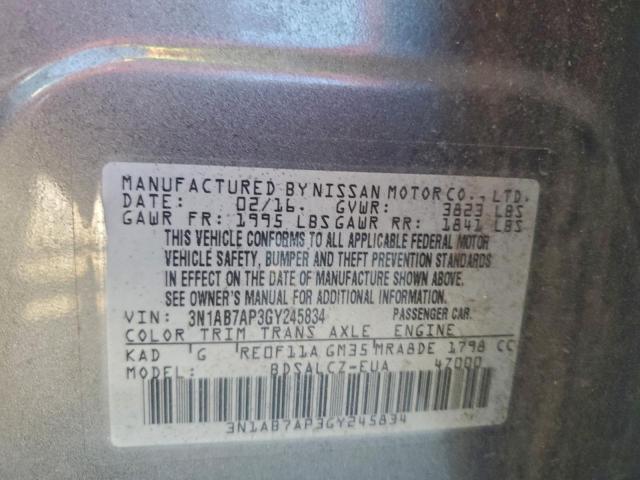 MANUFACTURED BY NISSAN MOTOR CO., LTD.
DATE: 02/16. GVWR: 3823 LBS
GAWR FR: 1995 LBS GAWR RR: 1841 LBS
THIS VEHICLE CONFORMS TO ALL APPLICABLE FEDERAL MOTOR
VEHICLE SAFETY, BUMPER AND THEFT PREVENTION STANDARDS
IN EFFECT ON THE DATE OF MANUFACTURE SHOWN ABOVE.
SEE OWNER'S MANUAL FOR ADDITIONAL INFORMATION.
VIN: 3N1AB7AP3GY245834 PASSENGER CAR.
COLOR TRIM TRANS AXLE ENGINE
KAD G RE0F11A GM35 MRA8DE 1798 CC
MODEL: BDSALCZ-EUA 47000
3N1AB7AP3GY245834